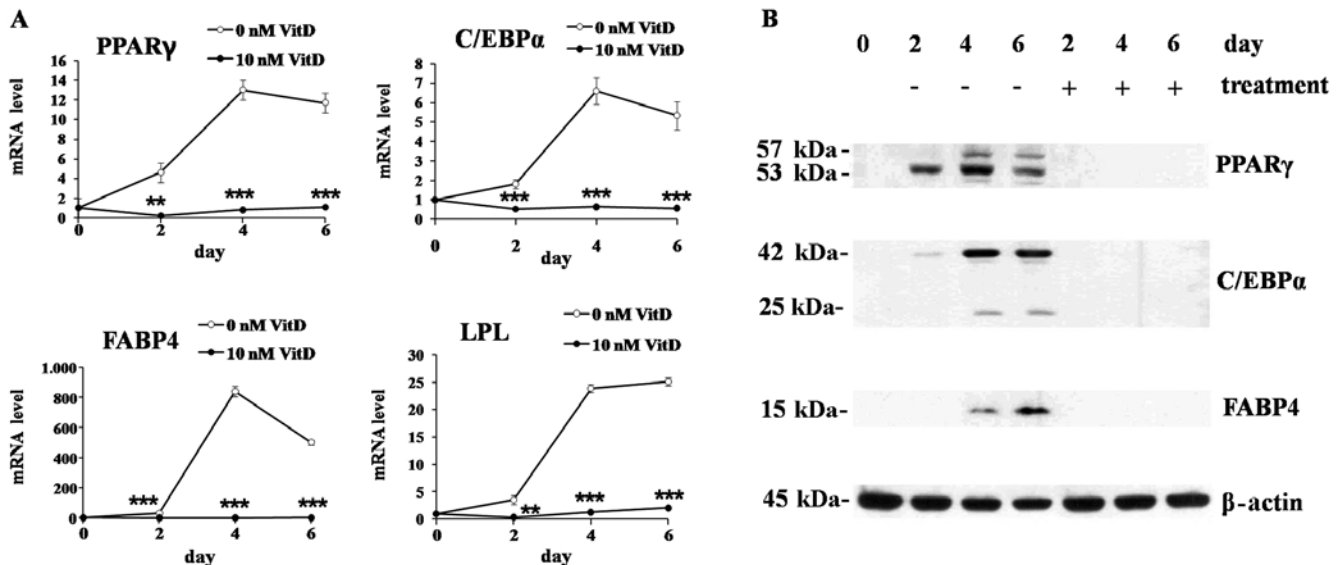 A
PPARγ
0 nM VitD
10 nM VitD
mRNA level
14
12
10
8
6
4
2
0
**
***
***
0 2 4 6
day
C/EBPα
0 nM VitD
10 nM VitD
mRNA level
8
7
6
5
4
3
2
1
0
***
***
***
0 2 4 6
day
FABP4
0 nM VitD
10 nM VitD
mRNA level
1.000
800
600
400
200
0
***
***
***
0 2 4 6
day
LPL
0 nM VitD
10 nM VitD
mRNA level
30
25
20
15
10
5
0
**
***
***
0 2 4 6
day
B
0 2 4 6 2 4 6 day
- - - + + + treatment
57 kDa-
53 kDa-
PPARγ
42 kDa-
25 kDa-
C/EBPα
15 kDa-
FABP4
45 kDa-
β-actin